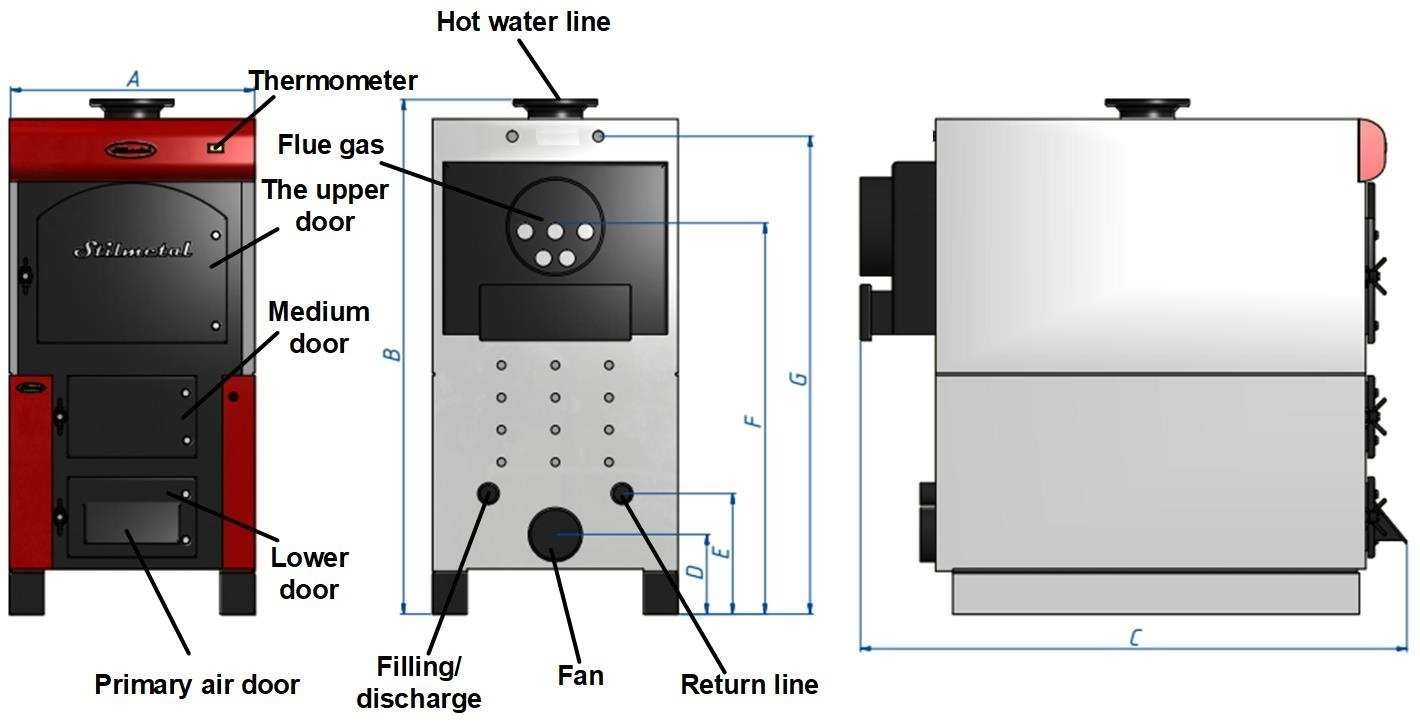 Hot water line
A
Thermometer
Flue gas
The upper
door
Stilmetal
Medium
door
B
G
F
E
D
Lower
door
C
Primary air door
Filling/
discharge
Fan
Return line